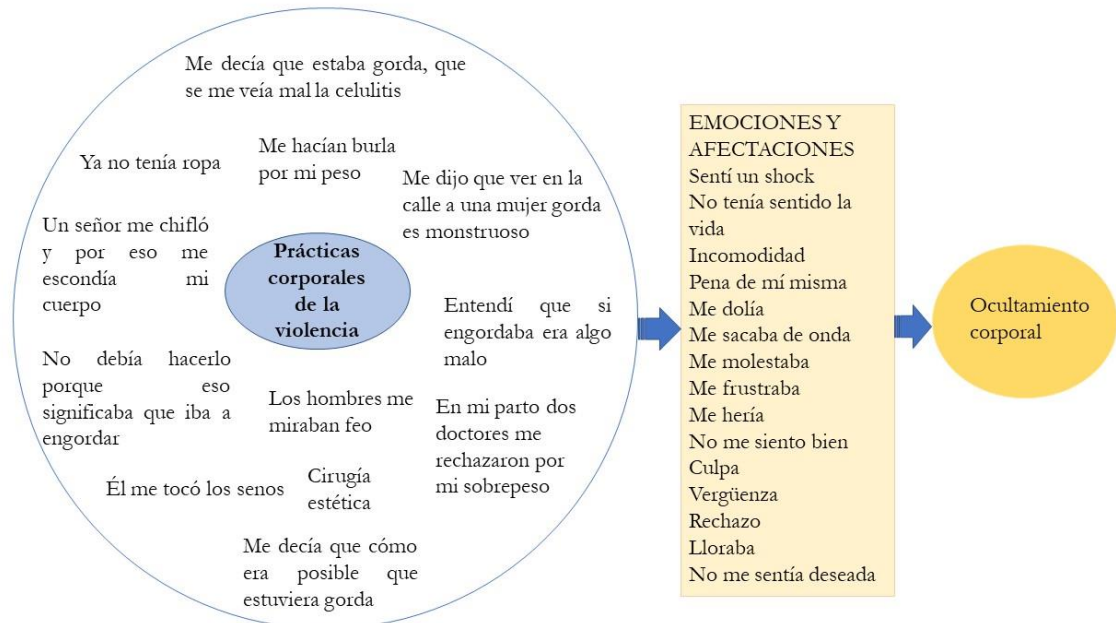 Me decía que estaba gorda, que
se me veía mal la celulitis
Ya no tenía ropa
Me hacían burla
por mi peso
Me dijo que ver en la
calle a una mujer gorda
es monstruoso
Un señor me chifló
y por eso me
escondía mi
cuerpo
Prácticas
corporales
de la
violencia
Entendí que si
engordaba era algo
malo
No debía hacerlo
porque eso
significaba que iba a
engordar
Los hombres me
miraban feo
En mi parto dos
doctores me
rechazaron por
mi sobrepeso
Él me tocó los senos
Cirugía
estética
Me decía que cómo
era posible que
estuviera gorda
EMOCIONES Y
AFECTACIONES
Sentí un shock
No tenía sentido la
vida
Incomodidad
Pena de mí misma
Me dolía
Me sacaba de onda
Me molestaba
Me frustraba
Me hería
No me siento bien
Culpa
Vergüenza
Rechazo
Lloraba
No me sentía deseada
Ocultamiento
corporal